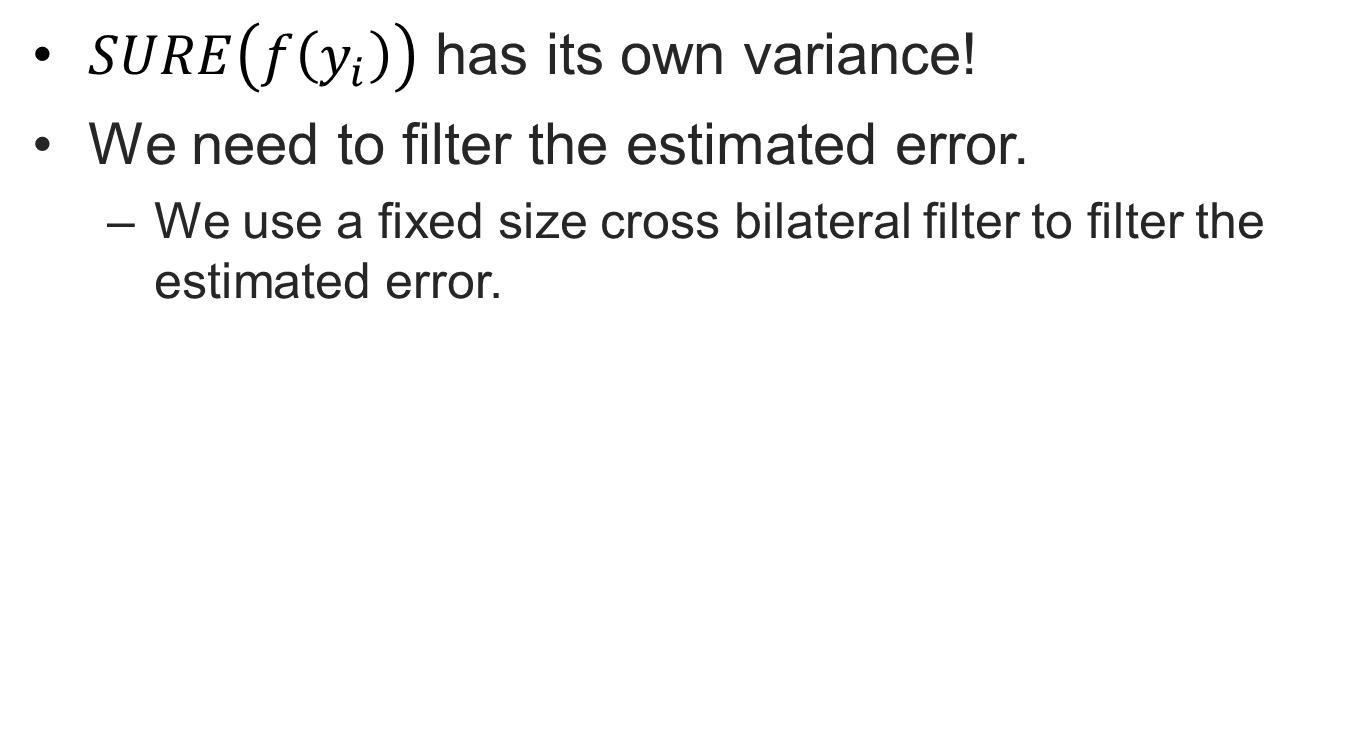 • SURE(f(yᵢ)) has its own variance!
• We need to filter the estimated error.
– We use a fixed size cross bilateral filter to filter the
estimated error.